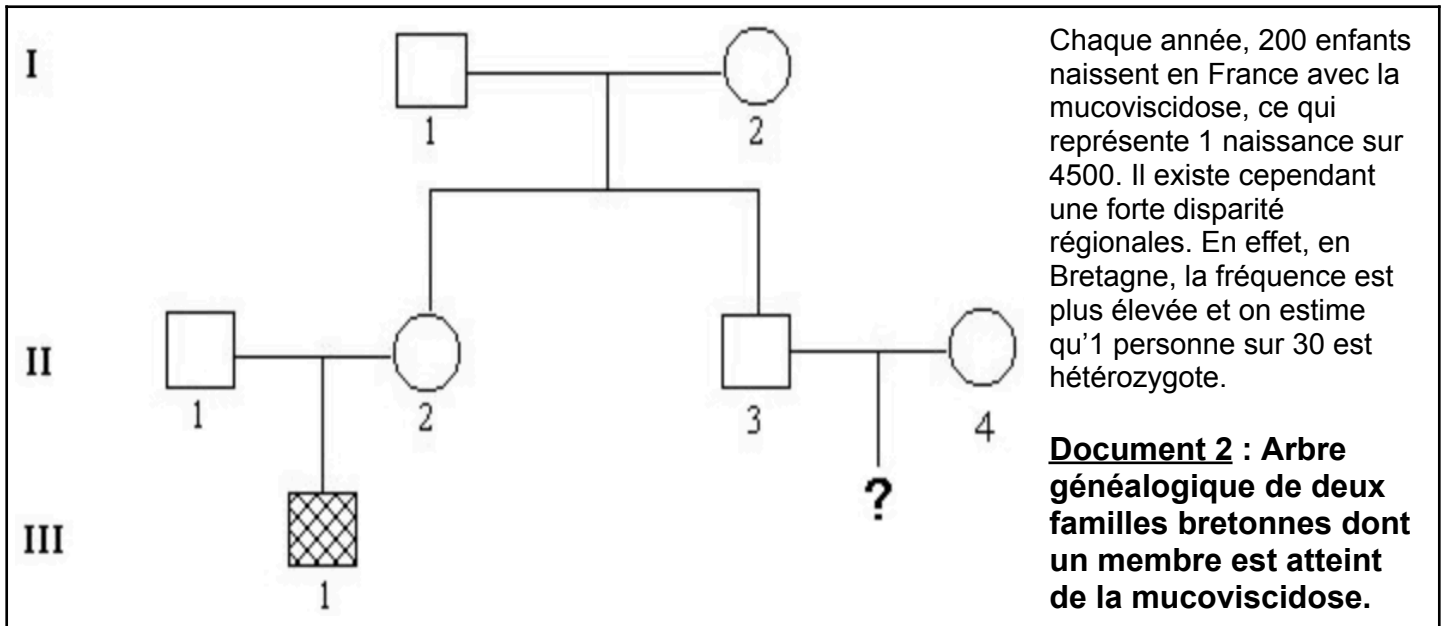 I
1
2
Chaque année, 200 enfants
naissent en France avec la
mucoviscidose, ce qui
représente 1 naissance sur
4500. Il existe cependant
une forte disparité
régionales. En effet, en
Bretagne, la fréquence est
plus élevée et on estime
qu'1 personne sur 30 est
hétérozygote.
II
1
2
3
4
Document 2 : Arbre
généalogique de deux
familles bretonnes dont
un membre est atteint
de la mucoviscidose.
?
III
1